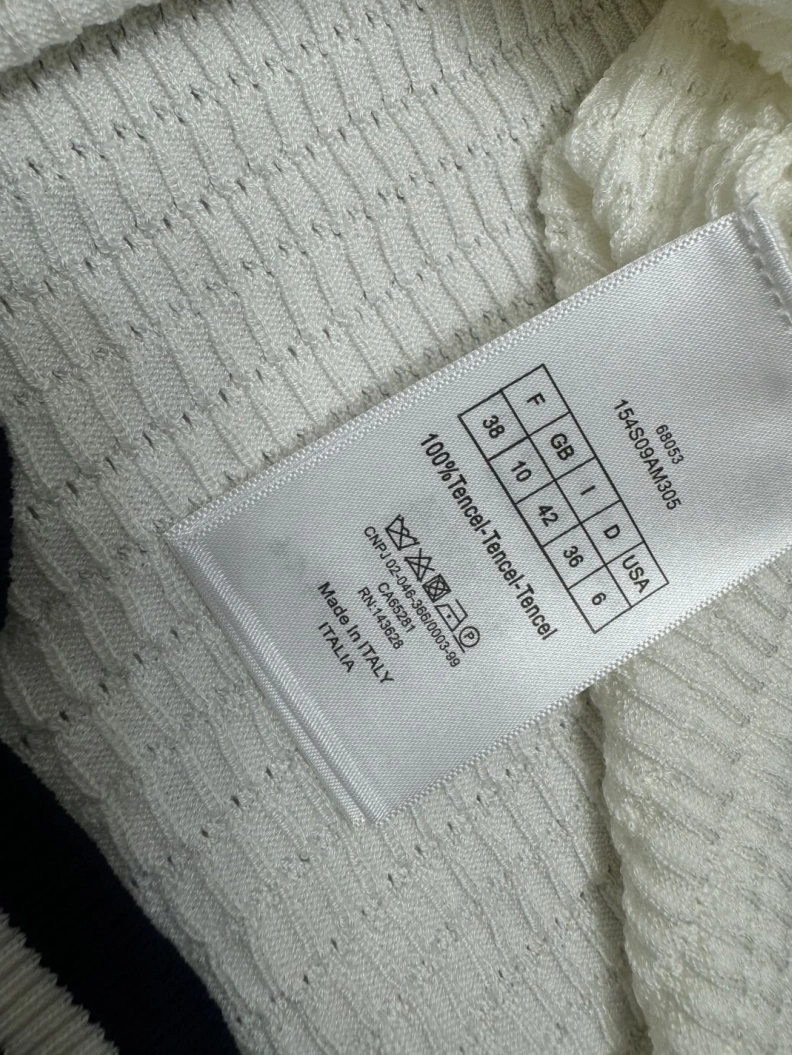 68053
154S09AM305
F GB I D USA
38 10 42 36 6
100%Tencel-Tencel-Tencel
P
CNPJ 02-046-366/0003-99
CA65281
RN:143628
Made In ITALY
ITALIA